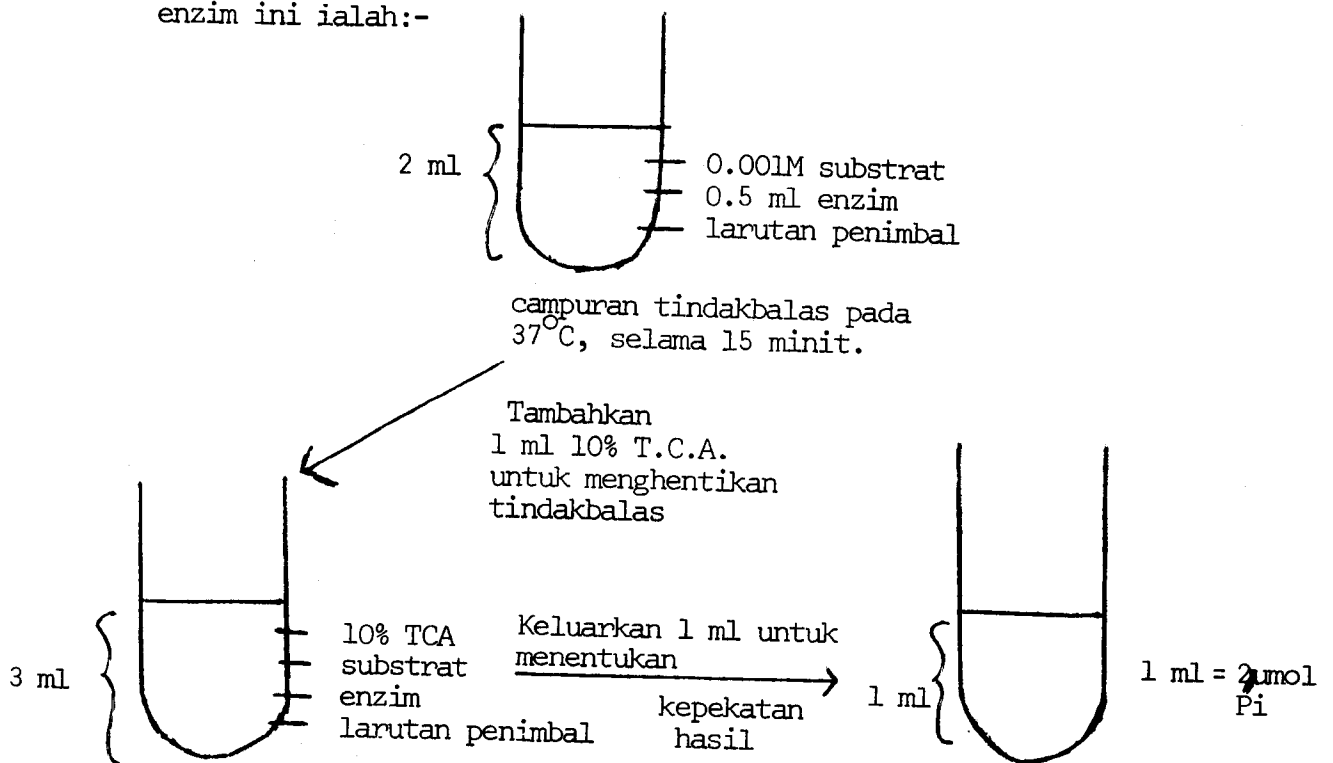 enzim ini ialah:-
2 ml
0.001M substrat
0.5 ml enzim
larutan penimbal
campuran tindakbalas pada
37°C, selama 15 minit.
Tambahkan
1 ml 10% T.C.A.
untuk menghentikan
tindakbalas
3 ml
10% TCA
substrat
enzim
larutan penimbal
Keluarkan 1 ml untuk
menentukan
kepekatan
hasil
1 ml
1 ml = 2µmol
Pi